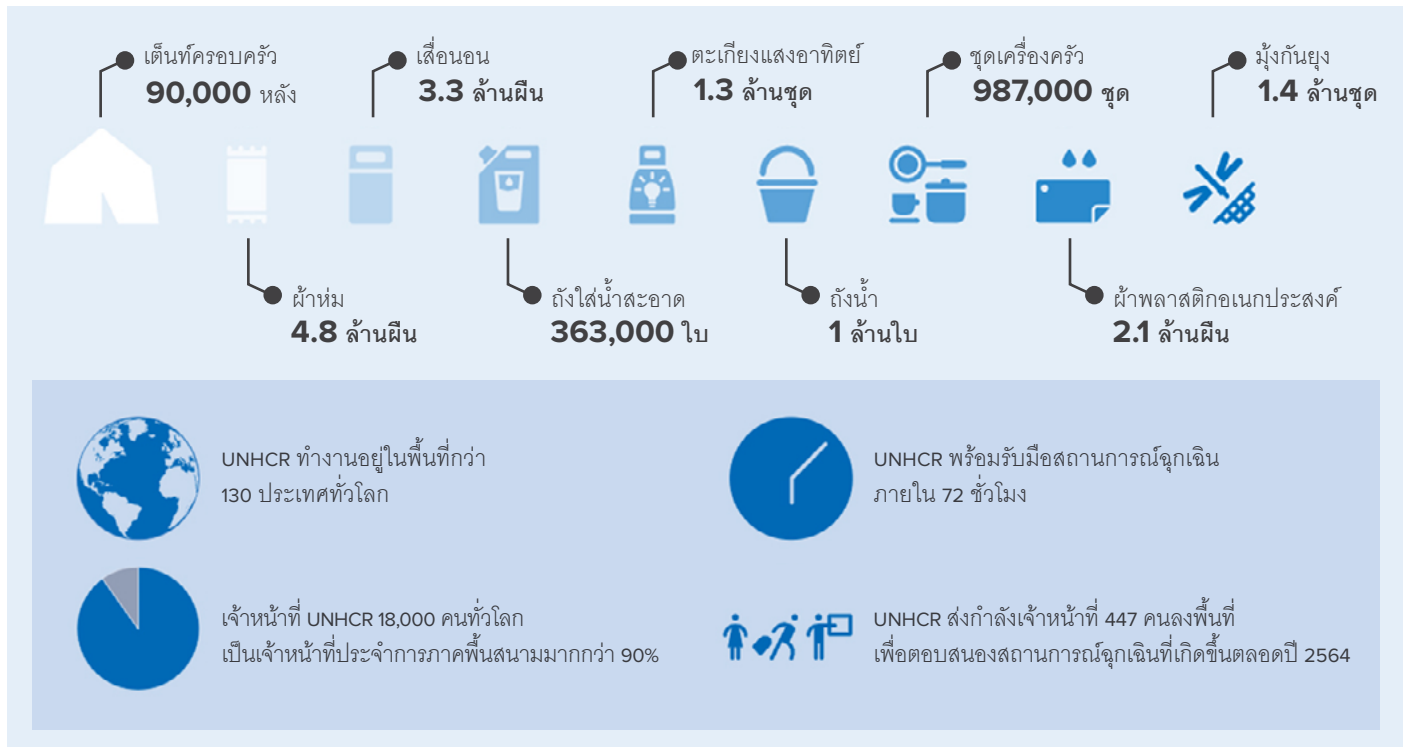 เต็นท์ครอบครัว
90,000 หลัง
เสื่อนอน
3.3 ล้านผืน
ตะเกียงแสงอาทิตย์
1.3 ล้านชุด
ชุดเครื่องครัว
987,000 ชุด
มุ้งกันยุง
1.4 ล้านชุด
ผ้าห่ม
4.8 ล้านผืน
ถังใส่น้ำสะอาด
363,000 ใบ
ถังน้ำ
1 ล้านใบ
ผ้าพลาสติกอเนกประสงค์
2.1 ล้านผืน
UNHCR ทำงานอยู่ในพื้นที่กว่า
130 ประเทศทั่วโลก
UNHCR พร้อมรับมือสถานการณ์ฉุกเฉิน
ภายใน 72 ชั่วโมง
เจ้าหน้าที่ UNHCR 18,000 คนทั่วโลก
เป็นเจ้าหน้าที่ประจำการภาคพื้นสนามมากกว่า 90%
UNHCR ส่งกำลังเจ้าหน้าที่ 447 คนลงพื้นที่
เพื่อตอบสนองสถานการณ์ฉุกเฉินที่เกิดขึ้นตลอดปี 2564